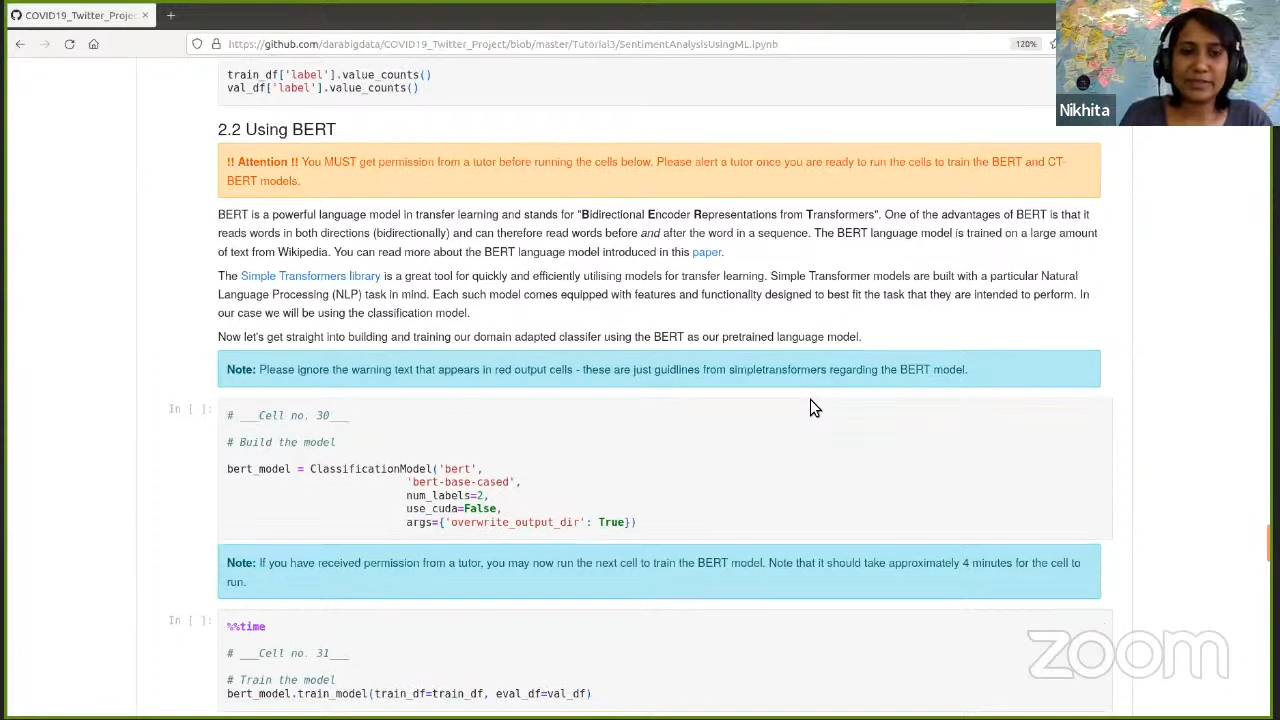 COVID19_Twitter_Projec
https://github.com/darabigdata/COVID19_Twitter_Project/blob/master/Tutorial3/SentimentAnalysisUsingML.ipynb
120%
Nikhita
train_df['label'].value_counts()
val_df['label'].value_counts()
2.2 Using BERT
!! Attention !! You MUST get permission from a tutor before running the cells below. Please alert a tutor once you are ready to run the cells to train the BERT and CT-
BERT models.
BERT is a powerful language model in transfer learning and stands for "Bidirectional Encoder Representations from Transformers". One of the advantages of BERT is that it
reads words in both directions (bidirectionally) and can therefore read words before and after the word in a sequence. The BERT language model is trained on a large amount
of text from Wikipedia. You can read more about the BERT language model introduced in this paper.
The Simple Transformers library is a great tool for quickly and efficiently utilising models for transfer learning. Simple Transformer models are built with a particular Natural
Language Processing (NLP) task in mind. Each such model comes equipped with features and functionality designed to best fit the task that they are intended to perform. In
our case we will be using the classification model.
Now let's get straight into building and training our domain adapted classifer using the BERT as our pretrained language model.
Note: Please ignore the warning text that appears in red output cells - these are just guidlines from simpletransformers regarding the BERT model.
In [ ]:
# ___Cell no. 30___
# Build the model
bert_model = ClassificationModel('bert',
'bert-base-cased',
num_labels=2,
use_cuda=False,
args={'overwrite_output_dir': True})
Note: If you have received permission from a tutor, you may now run the next cell to train the BERT model. Note that it should take approximately 4 minutes for the cell to
run.
In [ ]:
%%time
# ___Cell no. 31___
# Train the model
bert_model.train_model(train_df=train_df, eval_df=val_df)
zoom